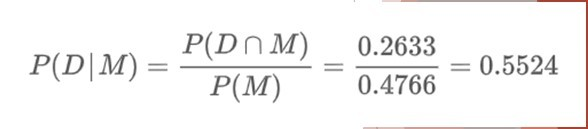 P(D|M) = P(D ∩ M) / P(M) = 0.2633 / 0.4766 = 0.5524